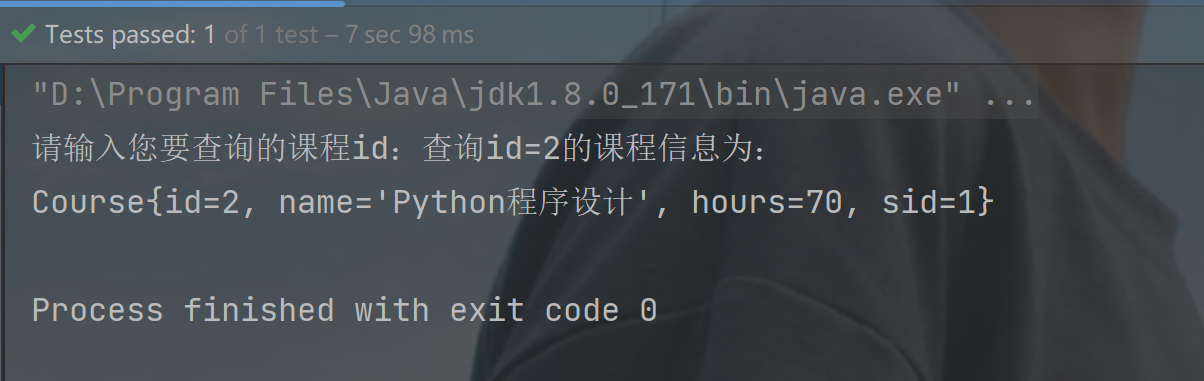 Tests passed: 1 of 1 test – 7 sec 98 ms
"D:\Program Files\Java\jdk1.8.0_171\bin\java.exe" ...
请输入您要查询的课程id：查询id=2的课程信息为：
Course{id=2, name='Python程序设计', hours=70, sid=1}
Process finished with exit code 0